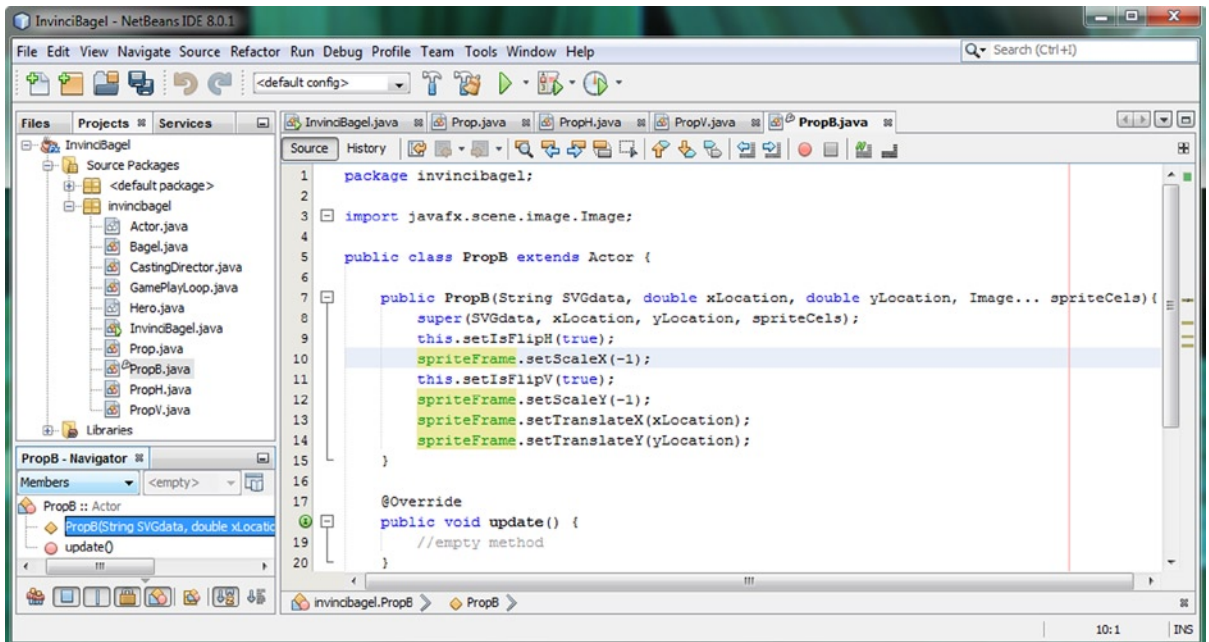 InvinciBagel - NetBeans IDE 8.0.1
File Edit View Navigate Source Refactor Run Debug Profile Team Tools Window Help
Search (Ctrl+I)
<default config>
Files Projects Services
InvinciBagel
Source Packages
<default package>
invincibagel
Actor.java
Bagel.java
CastingDirector.java
GamePlayLoop.java
Hero.java
InvinciBagel.java
Prop.java
PropB.java
PropH.java
PropV.java
Libraries
PropB - Navigator
Members <empty>
PropB :: Actor
PropB(String SVGdata, double xLocatic
update()
InvinciBagel.java Prop.java PropH.java PropV.java PropB.java
Source History
1 package invincibagel;
2
3 import javafx.scene.image.Image;
4
5 public class PropB extends Actor {
6
7 public PropB(String SVGdata, double xLocation, double yLocation, Image... spriteCels){
8 super(SVGdata, xLocation, yLocation, spriteCels);
9 this.setIsFlipH(true);
10 spriteFrame.setScaleX(-1);
11 this.setIsFlipV(true);
12 spriteFrame.setScaleY(-1);
13 spriteFrame.setTranslateX(xLocation);
14 spriteFrame.setTranslateY(yLocation);
15 }
16
17 @Override
public void update() {
19 //empty method
20 }
invincibagel.PropB PropB
10:1 INS